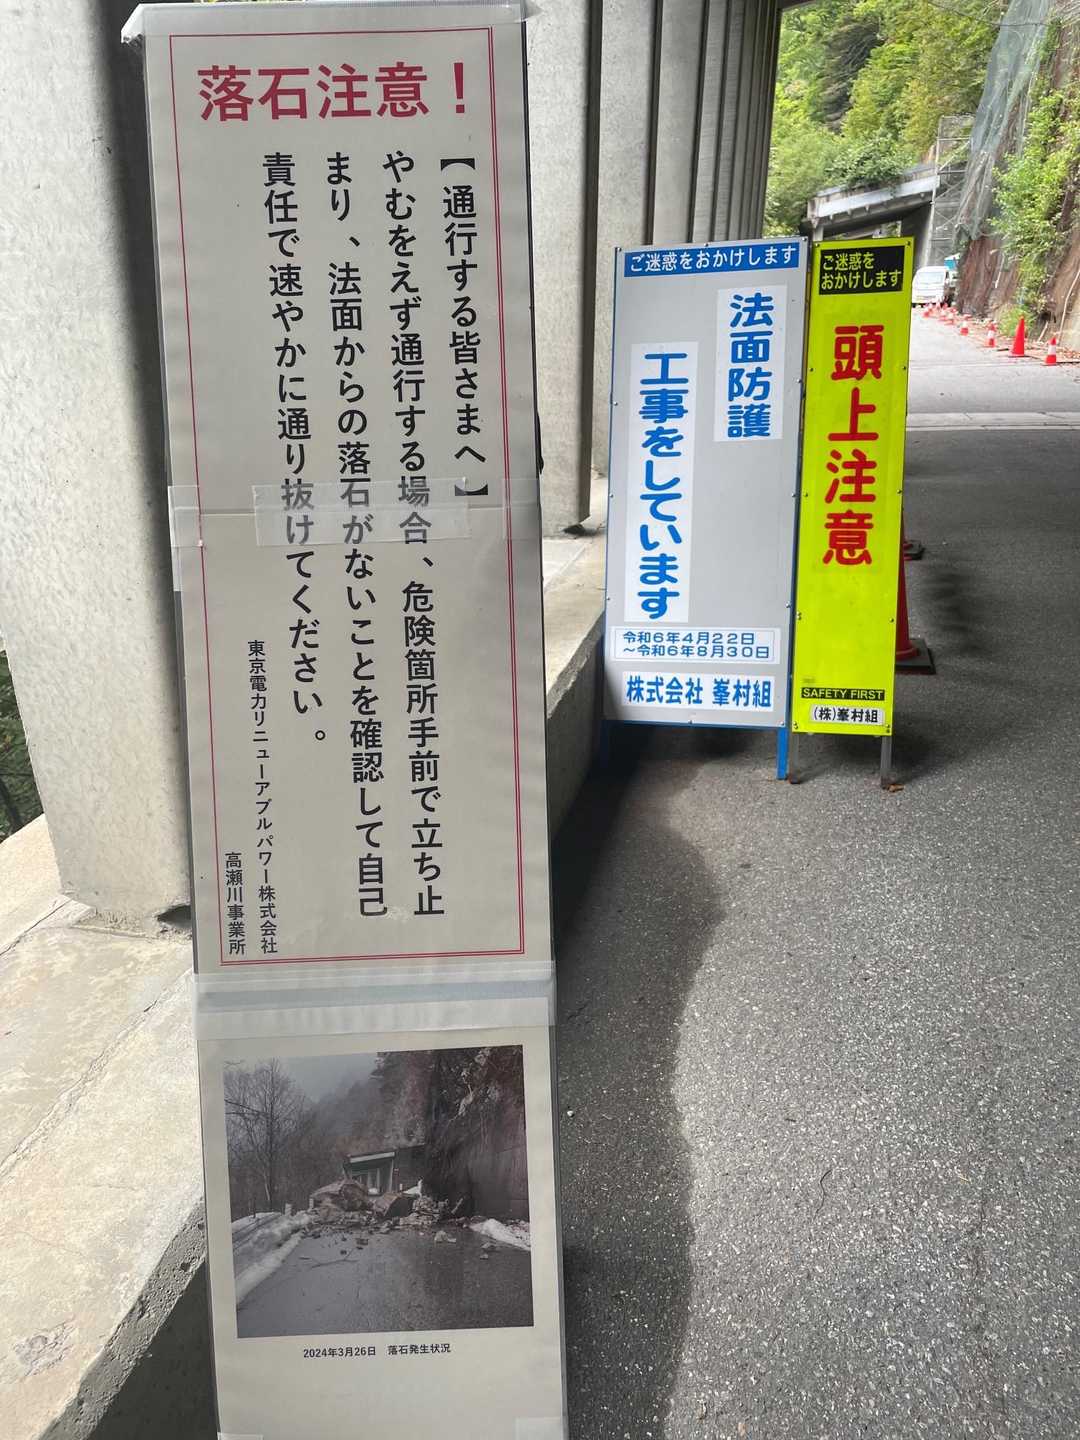 落石注意！
【通行する皆さまへ】
やむをえず通行する場合、危険箇所手前で立ち止
まり、法面からの落石がないことを確認して自己
責任で速やかに通り抜けてください。
東京電力リニューアブルパワー株式会社
高瀬川事業所
2024年3月26日　落石発生状況
ご迷惑をおかけします
法面防護
工事をしています
令和6年4月22日
～令和6年8月30日
株式会社 峯村組
ご迷惑を
おかけします
頭上注意
SAFETY FIRST
(株)峯村組